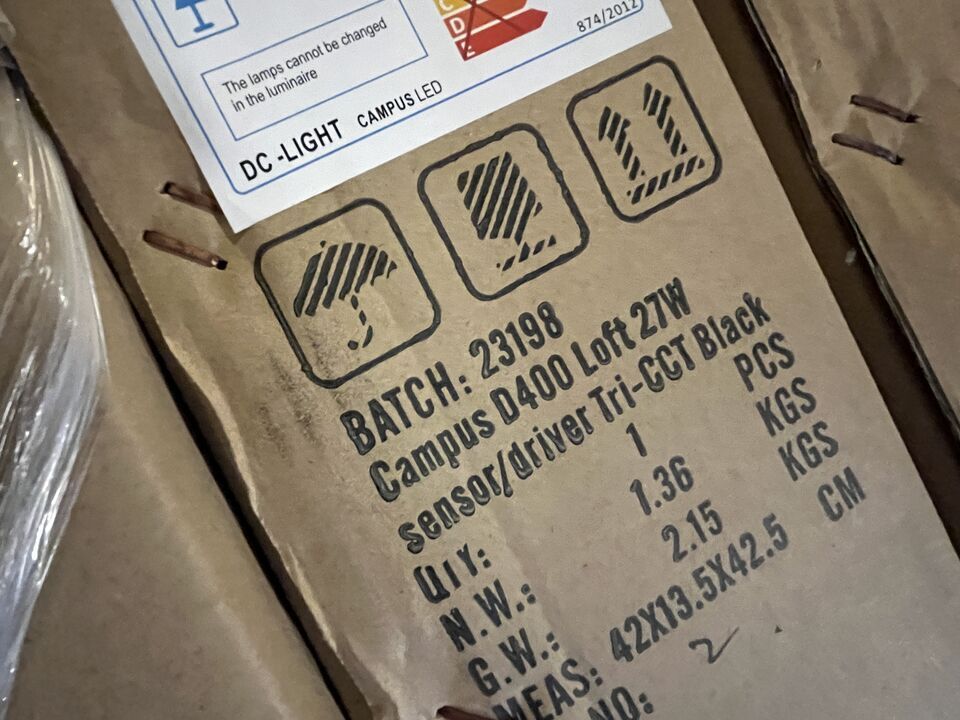 C
D
E
874/2012
The lamps cannot be changed
in the luminaire
DC-LIGHT CAMPUS LED
BATCH: 23198
Campus D400 Loft 27W
sensor/driver Tri-CCT Black
QTY: 1 PCS
N.W.: 1.36 KGS
G.W.: 2.15 KGS
MEAS: 42X13.5X42.5 CM
NO: 2